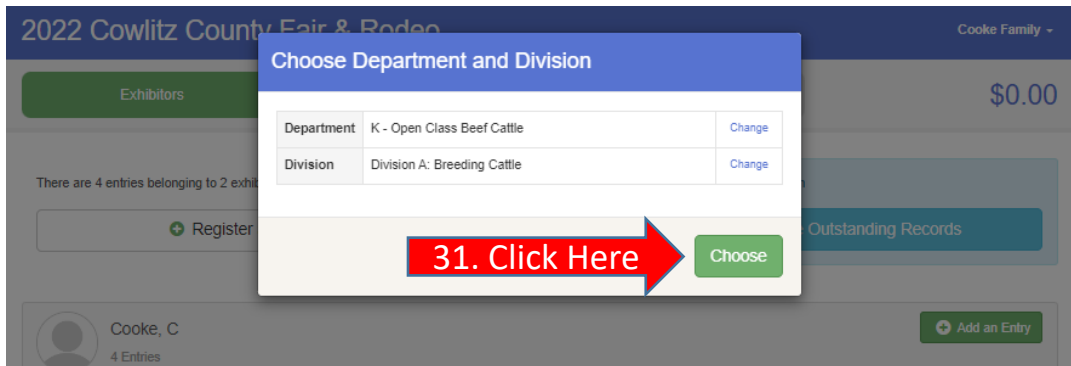 2022 Cowlitz County Fair & Rodeo
Cooke Family
Choose Department and Division
Exhibitors
$0.00
Department K - Open Class Beef Cattle Change
Division Division A: Breeding Cattle Change
There are 4 entries belonging to 2
Register
Outstanding Records
31. Click Here
Choose
Cooke, C
4 Entries
Add an Entry